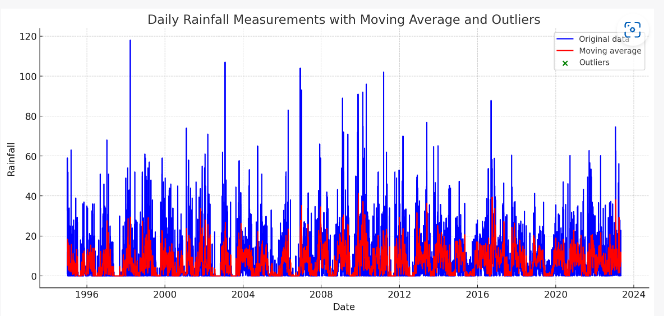 Daily Rainfall Measurements with Moving Average and Outliers
Original data
Moving average
Outliers
120
100
80
60
40
20
0
Rainfall
1996
2000
2004
2008
2012
2016
2020
2024
Date